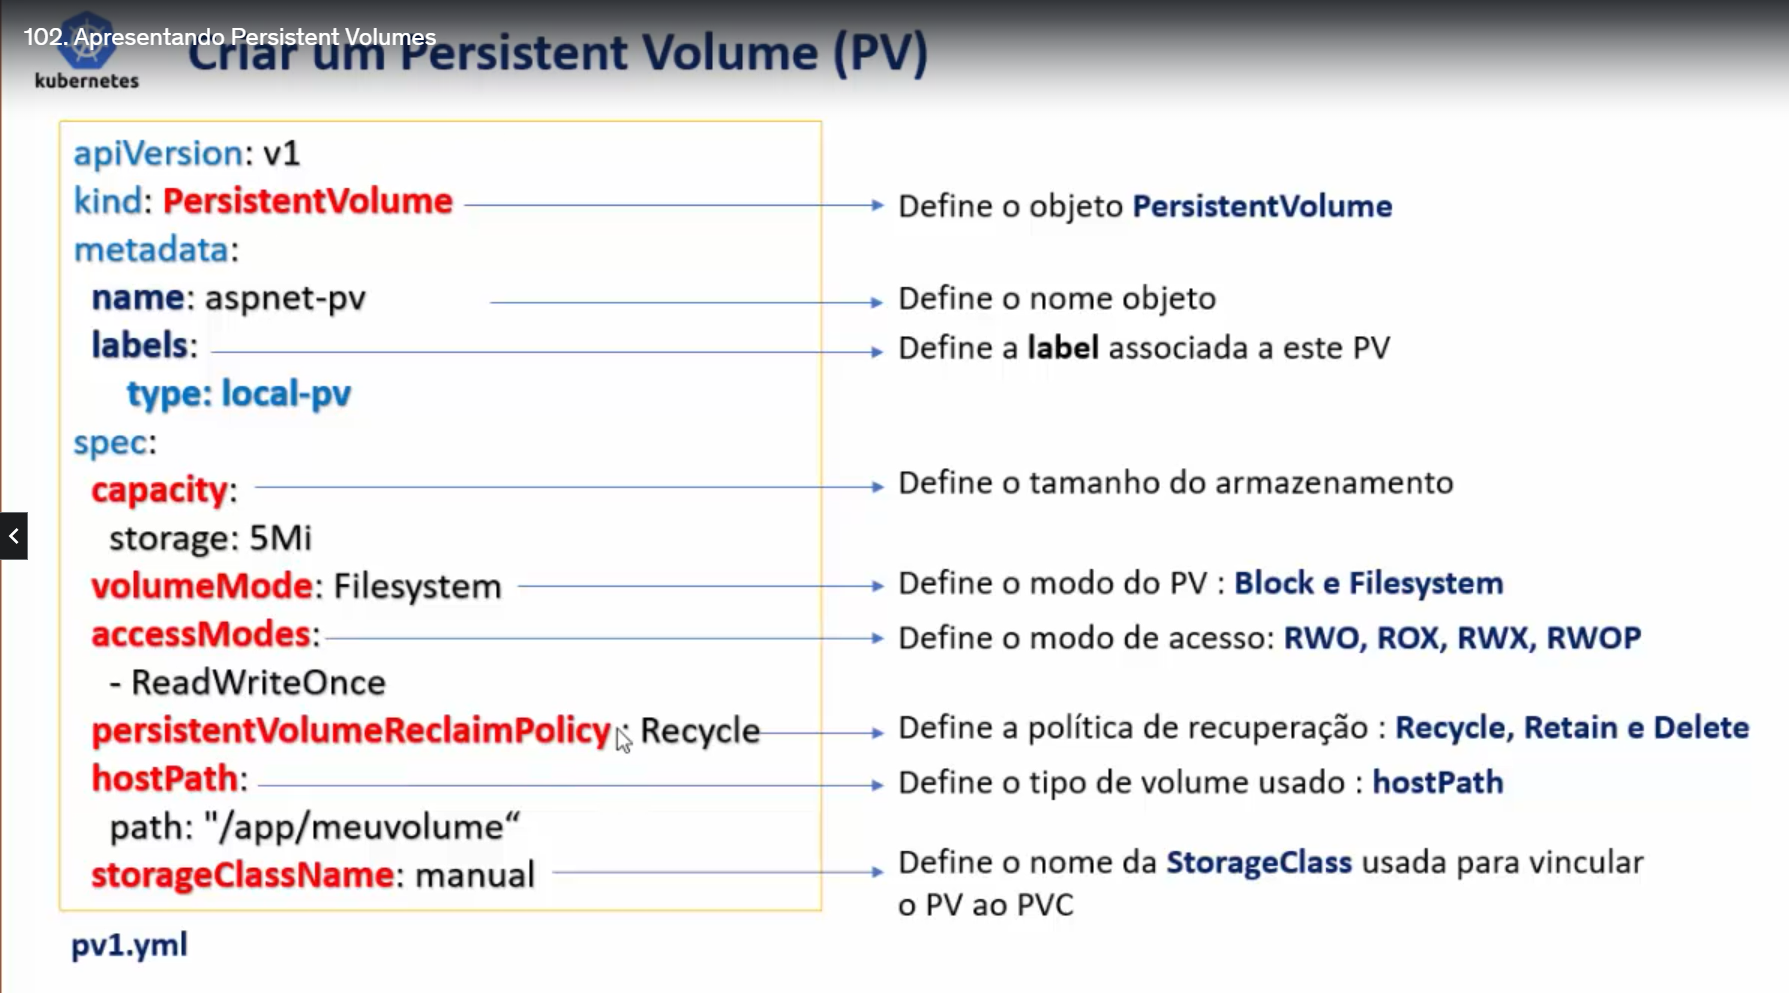 102. Apresentando Persistent Volumes
Criar um Persistent Volume (PV)
kubernetes
apiVersion: v1
kind: PersistentVolume
Define o objeto PersistentVolume
metadata:
name: aspnet-pv
Define o nome objeto
labels:
Define a label associada a este PV
type: local-pv
spec:
capacity:
Define o tamanho do armazenamento
storage: 5Mi
volumeMode: Filesystem
Define o modo do PV : Block e Filesystem
accessModes:
Define o modo de acesso: RWO, ROX, RWX, RWOP
- ReadWriteOnce
persistentVolumeReclaimPolicy : Recycle
Define a política de recuperação : Recycle, Retain e Delete
hostPath:
Define o tipo de volume usado : hostPath
path: "/app/meuvolume“
storageClassName: manual
Define o nome da StorageClass usada para vincular
o PV ao PVC
pv1.yml